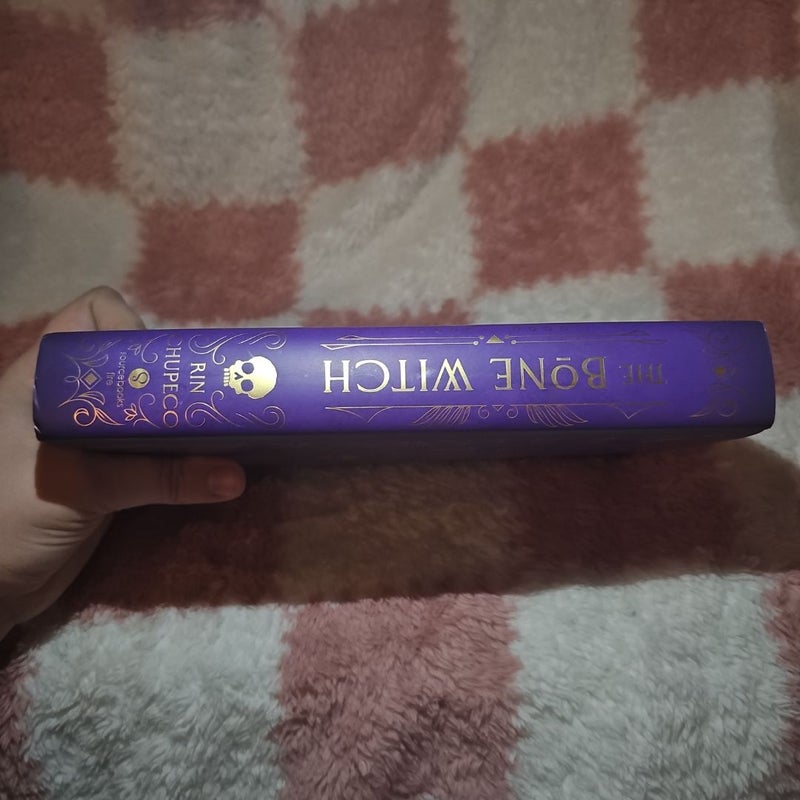 THE BONE WITCH
RIN
CHUPECO
sourcebooks
fire